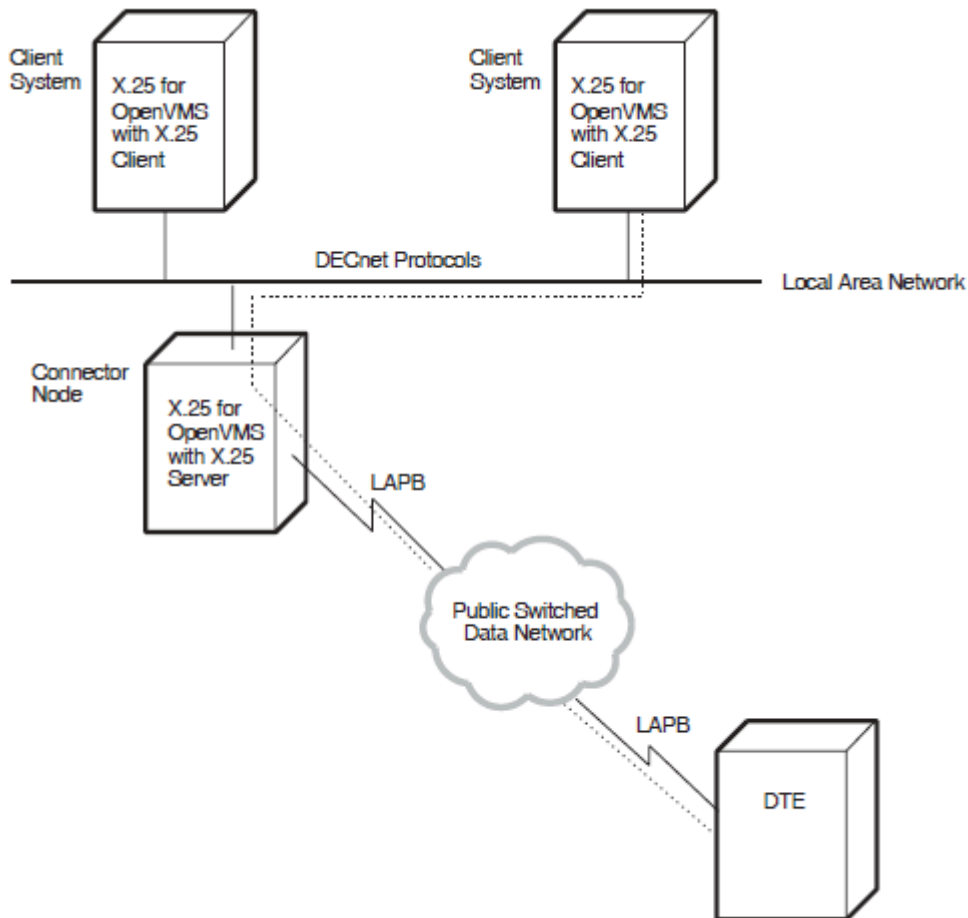 Client
System
X.25 for
OpenVMS
with X.25
Client
Client
System
X.25 for
OpenVMS
with X.25
Client
DECnet Protocols
Local Area Network
Connector
Node
X.25 for
OpenVMS
with X.25
Server
LAPB
Public Switched
Data Network
LAPB
DTE